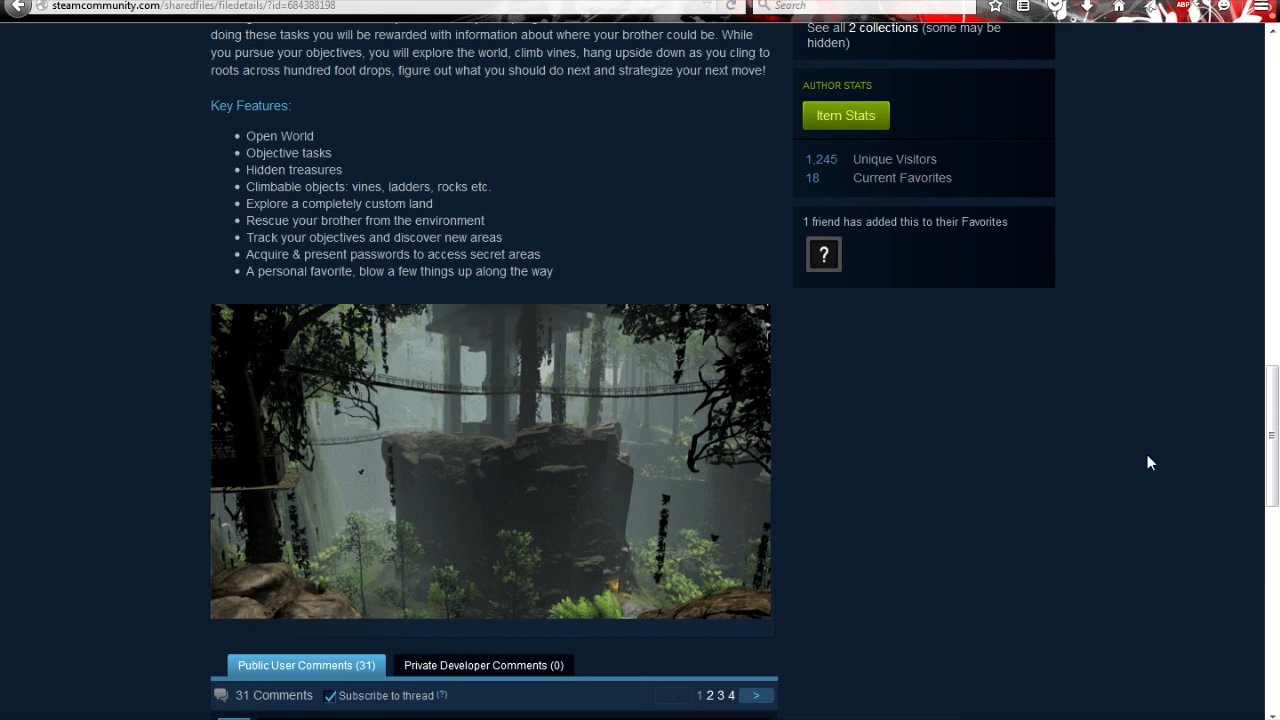 steamcommunity.com/sharedfiles/filedetails/?id=684388198
Search
ABP
doing these tasks you will be rewarded with information about where your brother could be. While
you pursue your objectives, you will explore the world, climb vines, hang upside down as you cling to
roots across hundred foot drops, figure out what you should do next and strategize your next move!
Key Features:
• Open World
• Objective tasks
• Hidden treasures
• Climbable objects: vines, ladders, rocks etc.
• Explore a completely custom land
• Rescue your brother from the environment
• Track your objectives and discover new areas
• Acquire & present passwords to access secret areas
• A personal favorite, blow a few things up along the way
See all 2 collections (some may be
hidden)
AUTHOR STATS
Item Stats
1,245 Unique Visitors
18 Current Favorites
1 friend has added this to their Favorites
?
Public User Comments (31) Private Developer Comments (0)
31 Comments Subscribe to thread (?) < 1 2 3 4 >